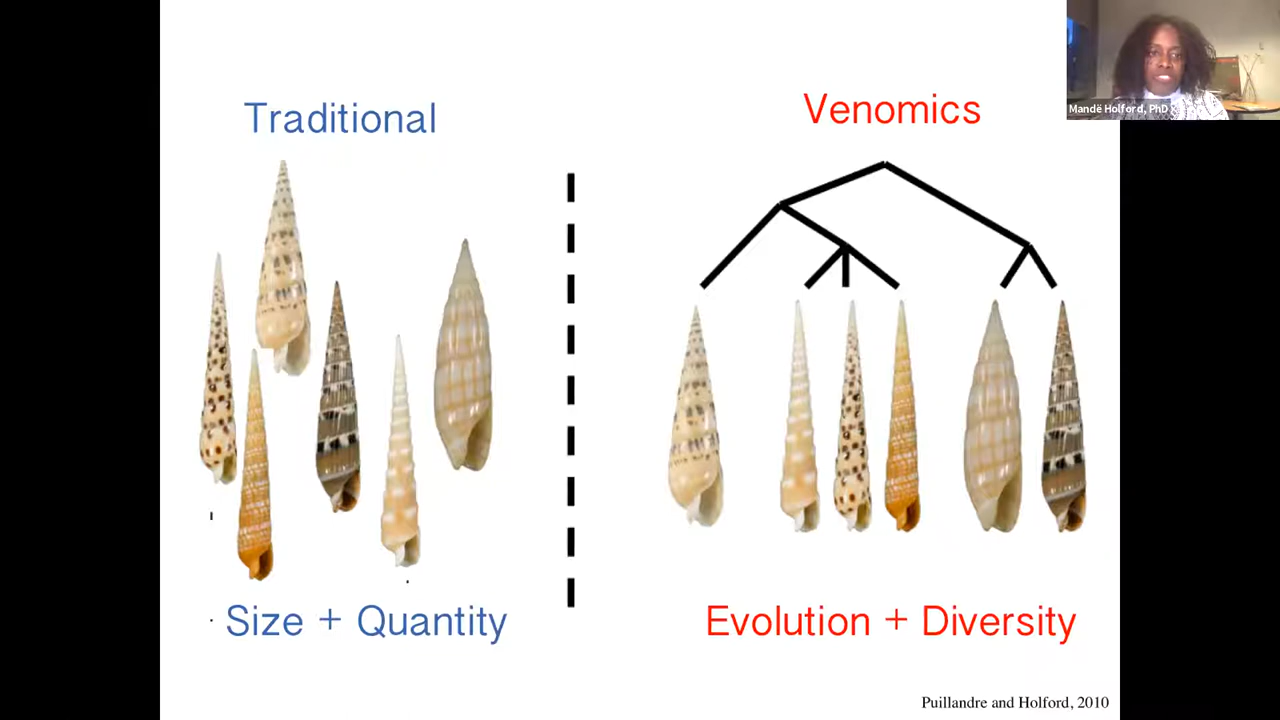 Traditional
Venomics
Mandë Holford, PhD
Size + Quantity
Evolution + Diversity
Puillandre and Holford, 2010